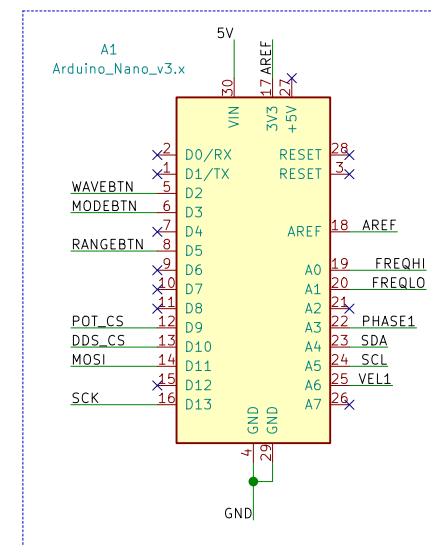 5V
A1
Arduino_Nano_v3.x
AREF
30 17 27
VIN 3V3 +5V
2 D0/RX RESET 28
1 D1/TX RESET 3
WAVEBTN 5 D2
MODEBTN 6 D3
7 D4 AREF 18 AREF
RANGEBTN 8 D5
9 D6 A0 19 FREQHI
10 D7 A1 20 FREQLO
11 D8 A2 21
POT_CS 12 D9 A3 22 PHASE1
DDS_CS 13 D10 A4 23 SDA
MOSI 14 D11 A5 24 SCL
15 D12 A6 25 VEL1
SCK 16 D13 A7 26
GND GND
4 29
GND